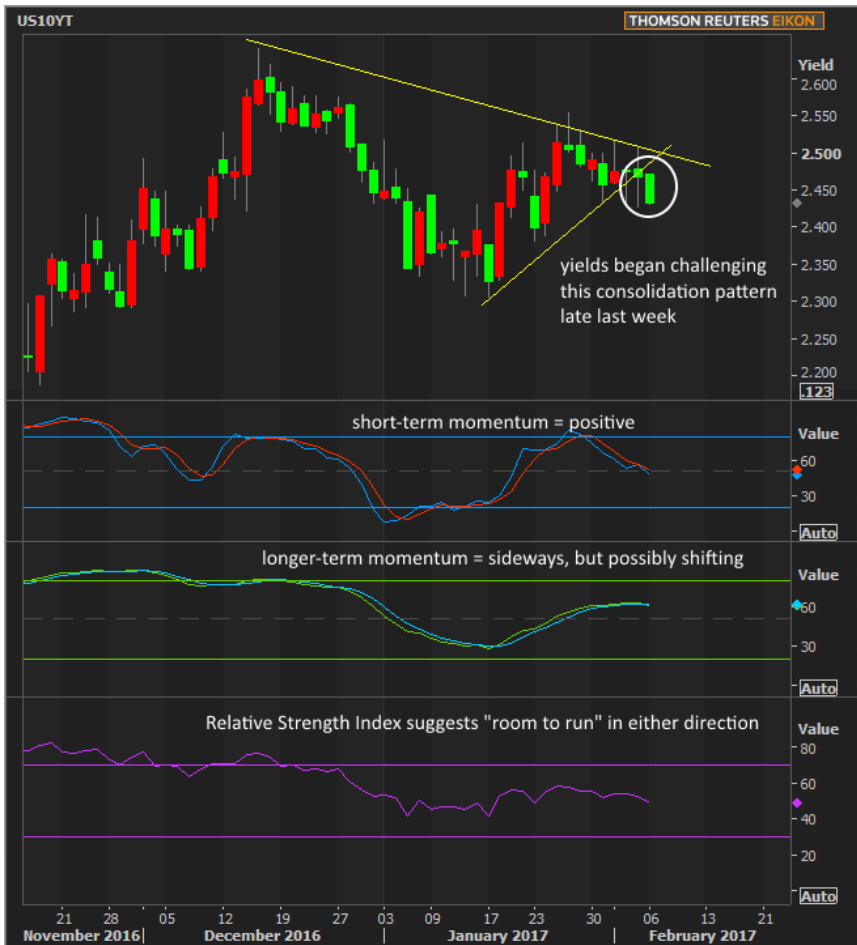 US10YT
THOMSON REUTERS EIKON
Yield
2.600
2.550
2.500
2.450
2.400
2.350
2.300
2.250
2.200
.123
yields began challenging
this consolidation pattern
late last week
short-term momentum = positive
Value
60
30
Auto
longer-term momentum = sideways, but possibly shifting
Value
60
30
Auto
Relative Strength Index suggests "room to run" in either direction
Value
80
60
40
20
Auto
21 28 05 12 19 27 03 09 17 23 30 06 13 21
November 2016 December 2016 January 2017 February 2017